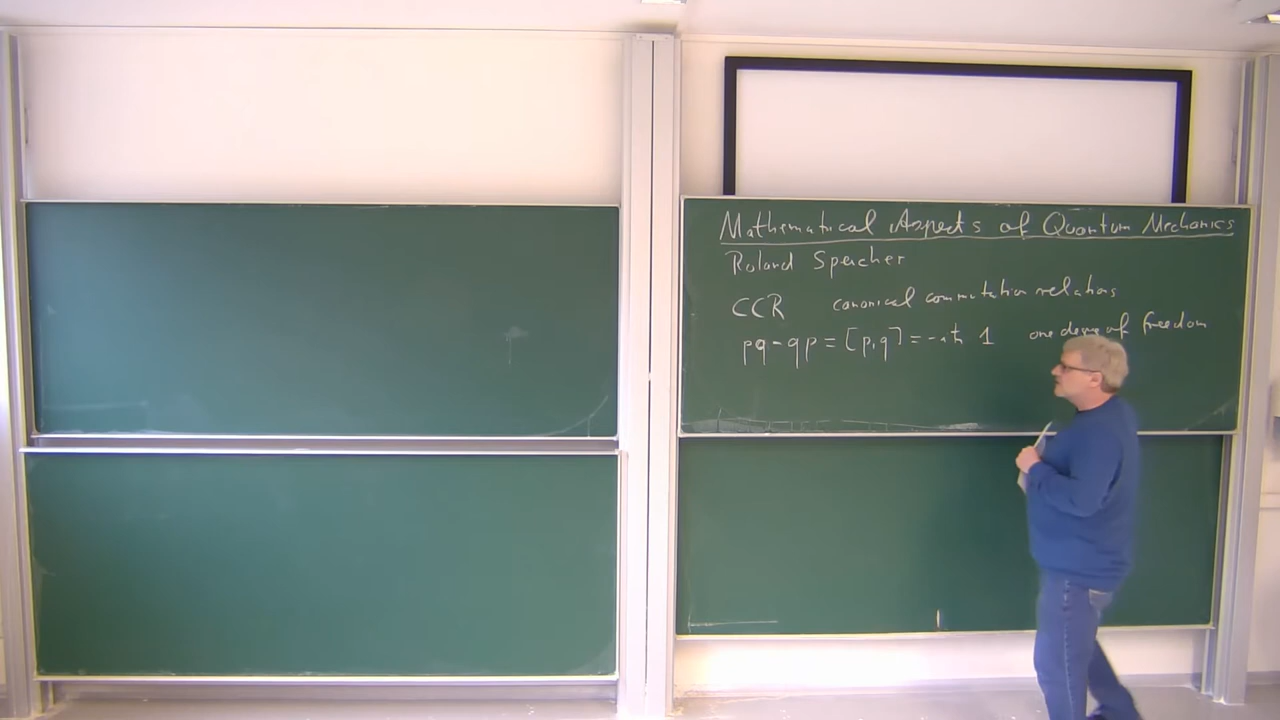 Mathematical Aspects of Quantum Mechanics
Roland Speicher
CCR canonical commutation relations
pq - qp = [p,q] = -iħ 1 one degree of freedom